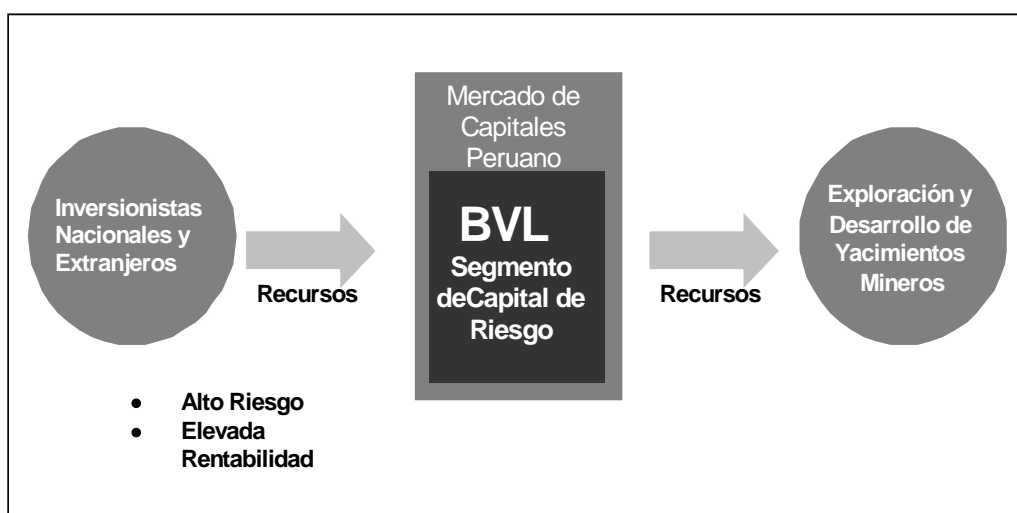 Mercado de
Capitales
Peruano
Inversionistas
Nacionales y
Extranjeros
Recursos
BVL
Segmento
deCapital de
Riesgo
Recursos
Exploración y
Desarrollo de
Yacimientos
Mineros
• Alto Riesgo
• Elevada
Rentabilidad